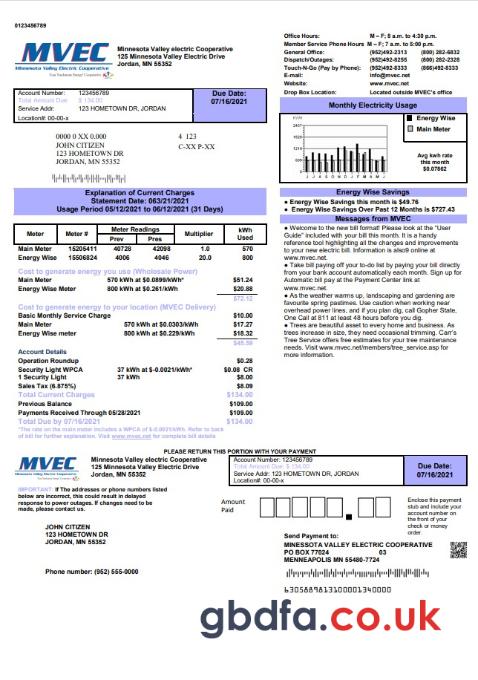 0123456789
MVEC
Minnesota Valley Electric Cooperative
Minnesota Valley electric Cooperative
125 Minnesota Valley Electric Drive
Jordan, MN 55352
Office Hours: M – F; 8 a.m. to 4:30 p.m.
Member Service Phone Hours M – F; 7 a.m. to 5:00 p.m.
General Office: (952)492-2313 (800) 282-6832
Dispatch/Outages: (952)492-8255 (800) 232-2328
Touch-N-Go (Pay by Phone): (952)492-8333 (866)492-8333
E-mail: info@mvec.net
Website: www.mvec.net
Drop Box Location: Located outside MVEC's office
Account Number: 123456789
Total Amount Due $ 134.00
Service Addr: 123 HOMETOWN DR, JORDAN
Location#: 00-00-x
Due Date:
07/16/2021
0000 0 XX 0.000 4 123
JOHN CITIZEN C-XX P-XX
123 HOMETOWN DR
JORDAN, MN 55352
Monthly Electricity Usage
Energy Wise
Main Meter
Avg kwh rate
this month
$0.07862
Explanation of Current Charges
Statement Date: 063/21/2021
Usage Period 05/12/2021 to 06/12/2021 (31 Days)
Meter Meter # Meter Readings Multiplier kWh
Prev Pres Used
Main Meter 15205411 40728 42098 1.0 570
Energy Wise 15506824 4006 4046 20.0 800
Cost to generate energy you use (Wholesale Power)
Main Meter 570 kWh at $0.0899/kWh* $51.24
Energy Wise Meter 800 kWh at $0.261/kWh $20.88
$72.12
Cost to generate energy to your location (MVEC Delivery)
Basic Monthly Service Charge $10.00
Main Meter 570 kWh at $0.0303/kWh $17.27
Energy Wise meter 800 kWh at $0.229/kWh $18.32
$45.59
Account Details
Operation Roundup $0.28
Security Light WPCA 37 kWh at $-0.0021/kWh* $0.08 CR
1 Security Light 37 kWh $8.00
Sales Tax (6.875%) $8.09
Total Current Charges $134.00
Previous Balance $109.00
Payments Received Through 05/28/2021 $109.00
Total Due by 07/16/2021 $134.00
*The rate on main meter includes a WPCA of $-0.0021/kWh. Refer to back
of bill for further explanation. Visit www.mvec.net for complete bill details
Energy Wise Savings
● Energy Wise Savings this month is $49.76
● Energy Wise Savings Over Past 12 Months is $727.43
Messages from MVEC
● Welcome to the new bill format! Please look at the "User
Guide" included with your bill this month. It is a handy
reference tool highlighting all the changes and improvements
to your new electric bill. Information is also@ online at
www.mvec.net.
● Take bill paying off your to-do list by paying your bill directly
from your bank account automatically each month. Sign up for
Automatic bill pay at the Payment Center link at
www.mvec.net.
● As the weather warms up, landscaping and gardening are
favourite spring pastimes. Use caution when working near
overhead power lines, and if you plan dig, call Gopher State,
One Call at 811 at least 48 hours before you dig.
● Trees are beautiful asset to every home and business. As
trees increase in size, they need occasional trimming. Carr's
Tree Service offers free estimates for your tree maintaining
needs. Visit www.mvec.net/members/tree_service.asp for
more information.
PLEASE RETURN THIS PORTION WITH YOUR PAYMENT
MVEC
Minnesota Valley electric Cooperative
125 Minnesota Valley Electric Drive
Jordan, MN 55352
Account Number: 123456789
Total Amount Due: $ 134.00
Service Addr: 123 HOMETOWN DR, JORDAN
Location#: 00-00-x
Due Date:
07/16/2021
IMPORTANT: If The addresses or phone numbers listed
below are incorrect, this could result in delayed
response to power outages. If changes need to be
made, please contact us.
Amount
Paid
Enclose this payment
stub and include your
account number on
the front of your
check or money
order
JOHN CITIZEN
123 HOMETOWN DR
JORDAN, MN 55352
Send Payment to:
MINESSOTA VALLEY ELECTRIC COOPERATIVE
PO BOX 77024 03
MENNEAPOLIS MN 55480-7724
Phone number: (952) 555-0000
630588981310000134000
gbdfa.co.uk